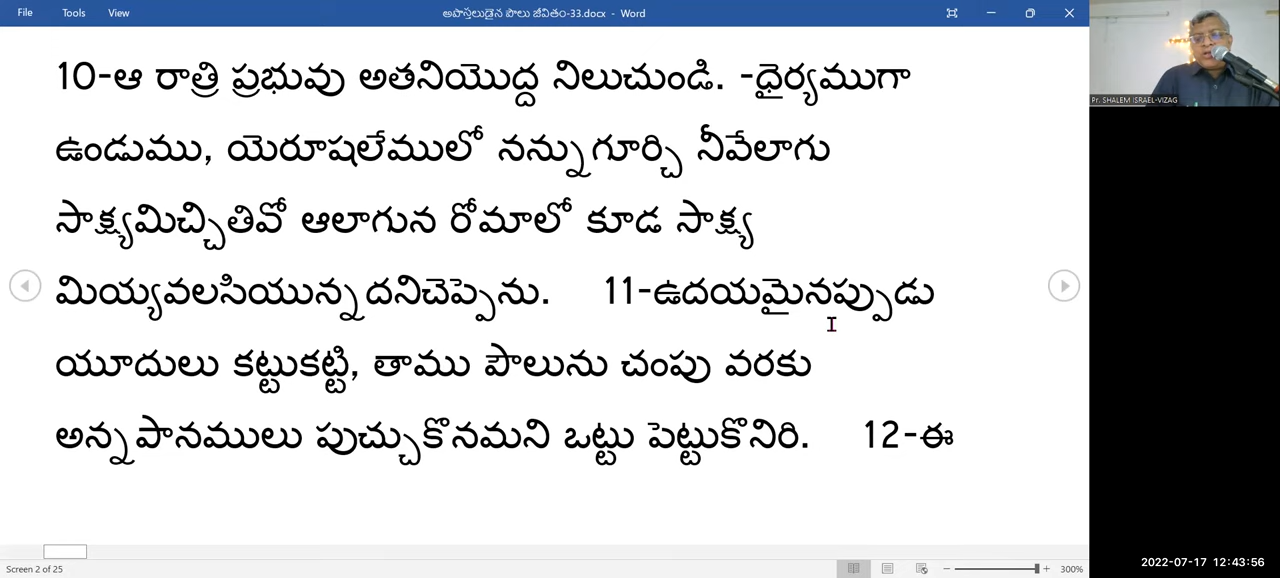 File Tools View అపొస్తలుడైన పౌలు జీవితం-33.docx - Word
10-ఆ రాత్రి ప్రభువు అతనియొద్ద నిలుచుండి. -ధైర్యముగా
ఉండుము, యెరూషలేములో నన్నుగూర్చి నీవేలాగు
సాక్ష్యమిచ్చితివో ఆలాగున రోమాలో కూడ సాక్ష్య
మియ్యవలసియున్నదనిచెప్పెను. 11-ఉదయమైనప్పుడు
యూదులు కట్టుకట్టి, తాము పౌలును చంపు వరకు
అన్నపానములు పుచ్చుకొనమని ఒట్టు పెట్టుకొనిరి. 12-ఈ
Pr. SHALEM ISRAEL-VIZAG
Screen 2 of 25
300%
2022-07-17 12:43:56